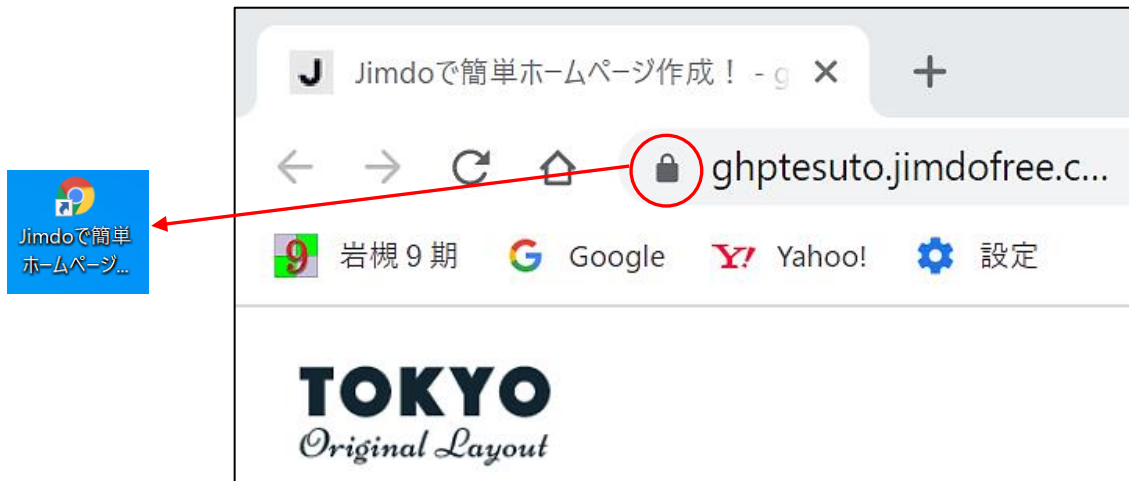 Jimdoで簡単ホームページ作成！ - g
ghptesuto.jimdofree.c...
Jimdoで簡単
ホームページ...
9 岩槻９期 G Google Y! Yahoo! 設定
TOKYO
Original Layout